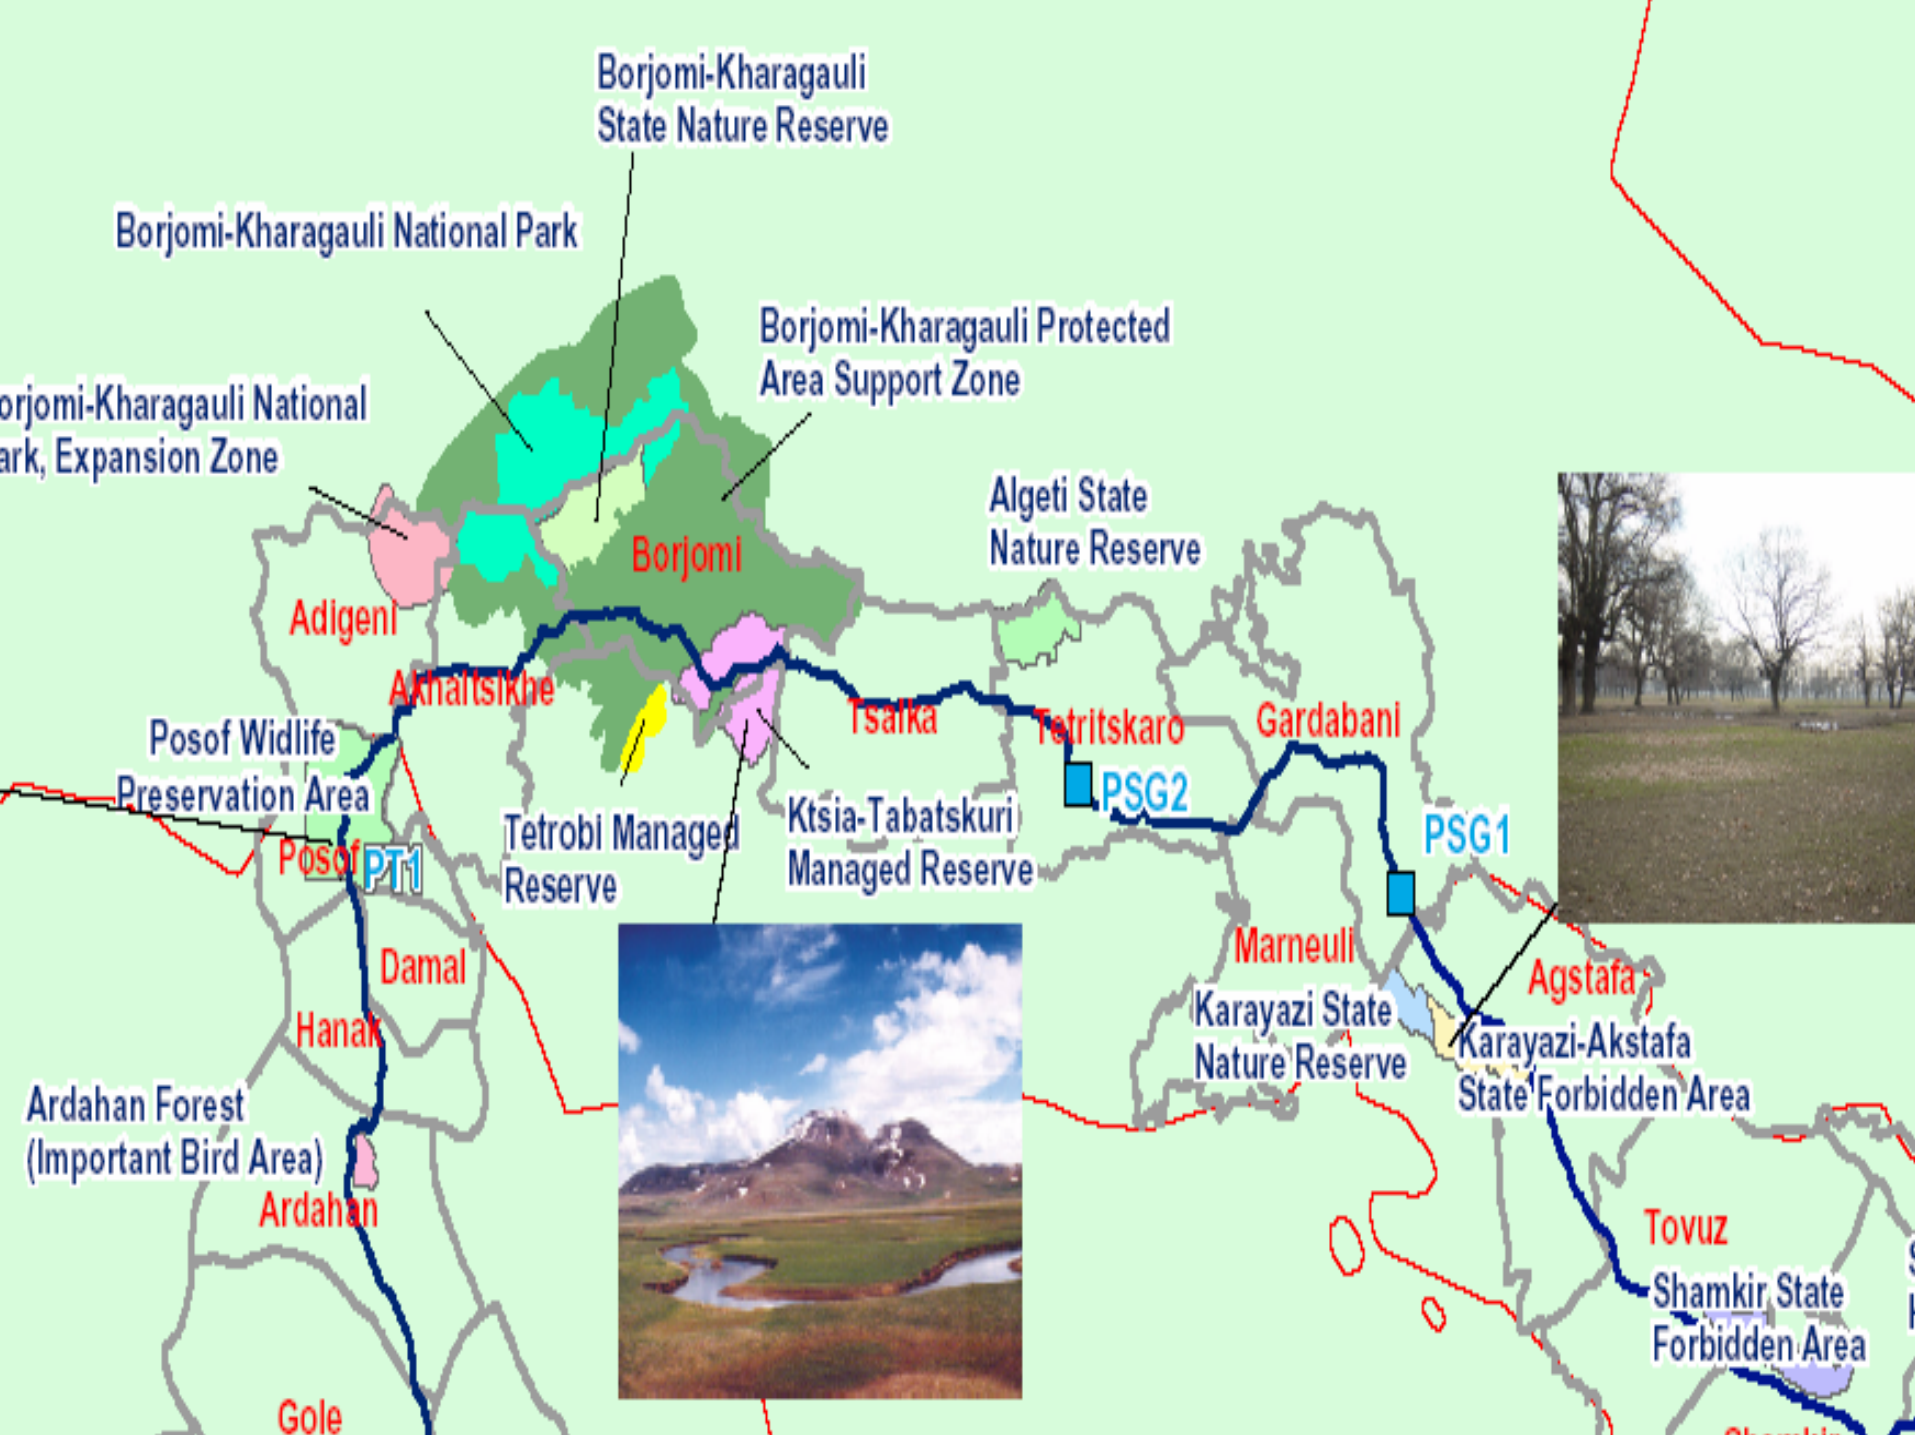 Borjomi-Kharagauli
State Nature Reserve
Borjomi-Kharagauli National Park
Borjomi-Kharagauli Protected
Area Support Zone
orjomi-Kharagauli National
ark, Expansion Zone
Algeti State
Nature Reserve
Borjomi
Adigeni
Akhaltsikhe
Tsalka
Tetritskaro
Gardabani
Posof Widlife
Preservation Area
PSG2
PSG1
Posof
PT1
Tetrobi Managed
Reserve
Ktsia-Tabatskuri
Managed Reserve
Damal
Marneuli
Agstafa
Hanak
Karayazi State
Nature Reserve
Karayazi-Akstafa
State Forbidden Area
Ardahan Forest
(Important Bird Area)
Ardahan
Tovuz
Shamkir State
Forbidden Area
Gole